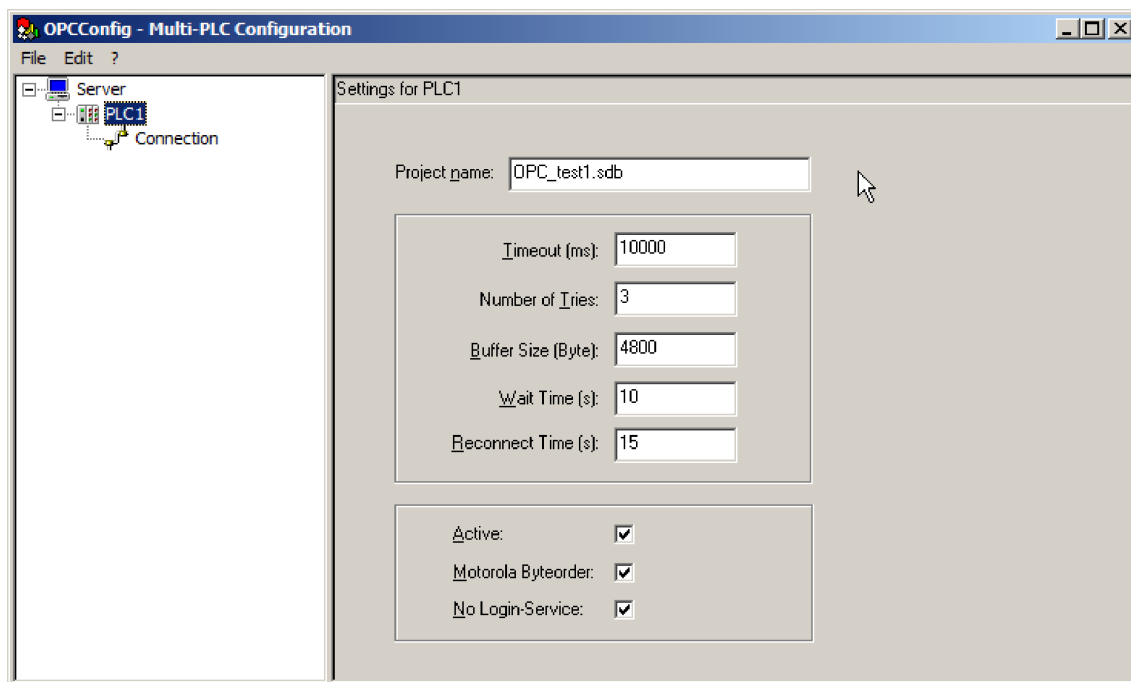 OPCConfig - Multi-PLC Configuration
File Edit ?
Server
PLC1
Connection
Settings for PLC1
Project name: OPC_test1.sdb
Timeout (ms): 10000
Number of Tries: 3
Buffer Size (Byte): 4800
Wait Time (s): 10
Reconnect Time (s): 15
Active:
Motorola Byteorder:
No Login-Service: